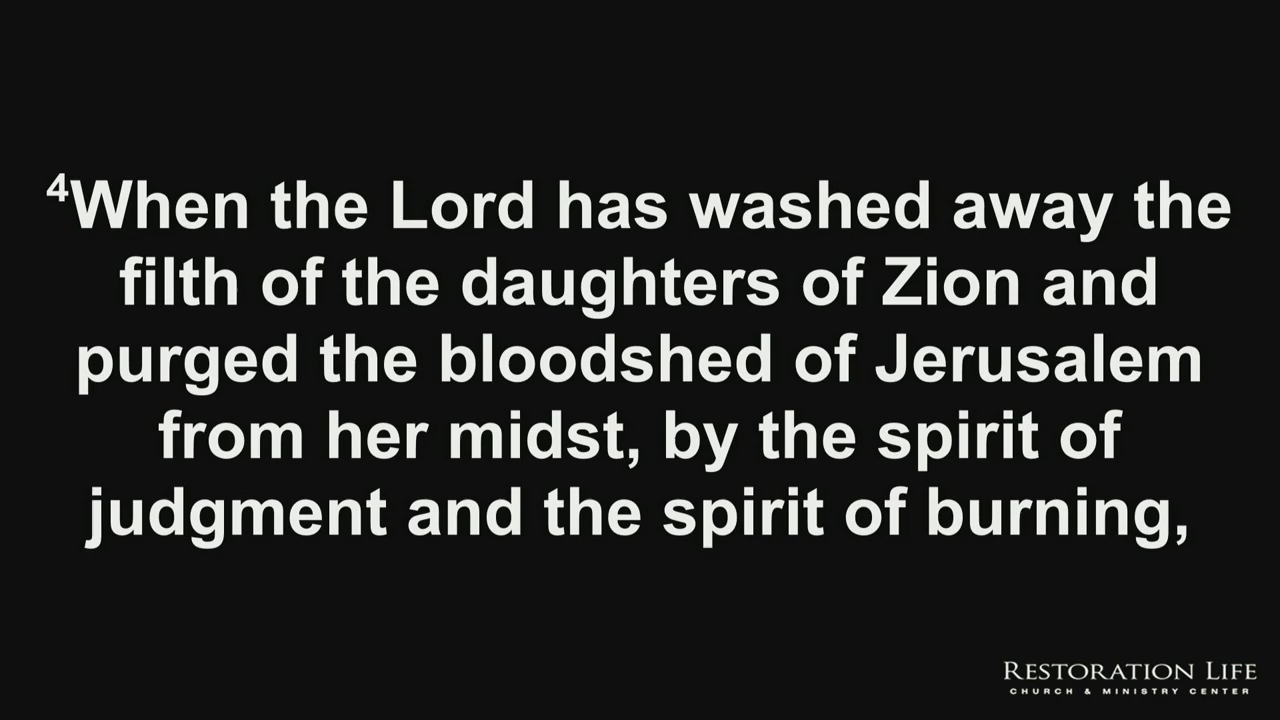 ⁴When the Lord has washed away the
filth of the daughters of Zion and
purged the bloodshed of Jerusalem
from her midst, by the spirit of
judgment and the spirit of burning,
RESTORATION LIFE
CHURCH & MINISTRY CENTER